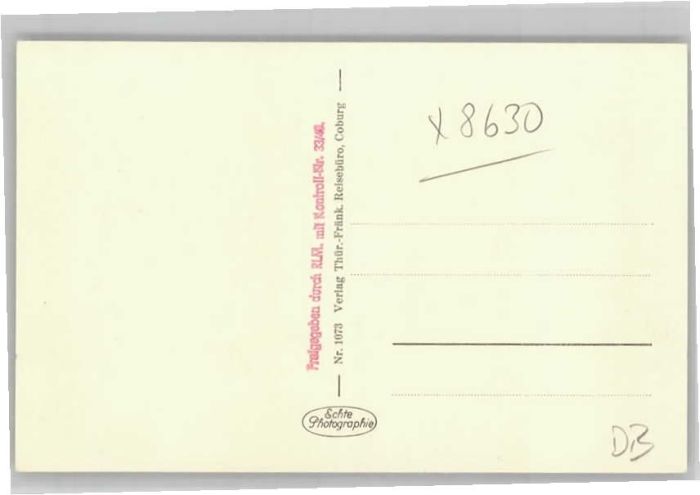 Freigegeben durch RLM. mit Kontroll-Nr. 33/40.
Nr. 1073 Verlag Thür.-Fränk. Reisebüro, Coburg
Echte
Photographie
X 8630
DB